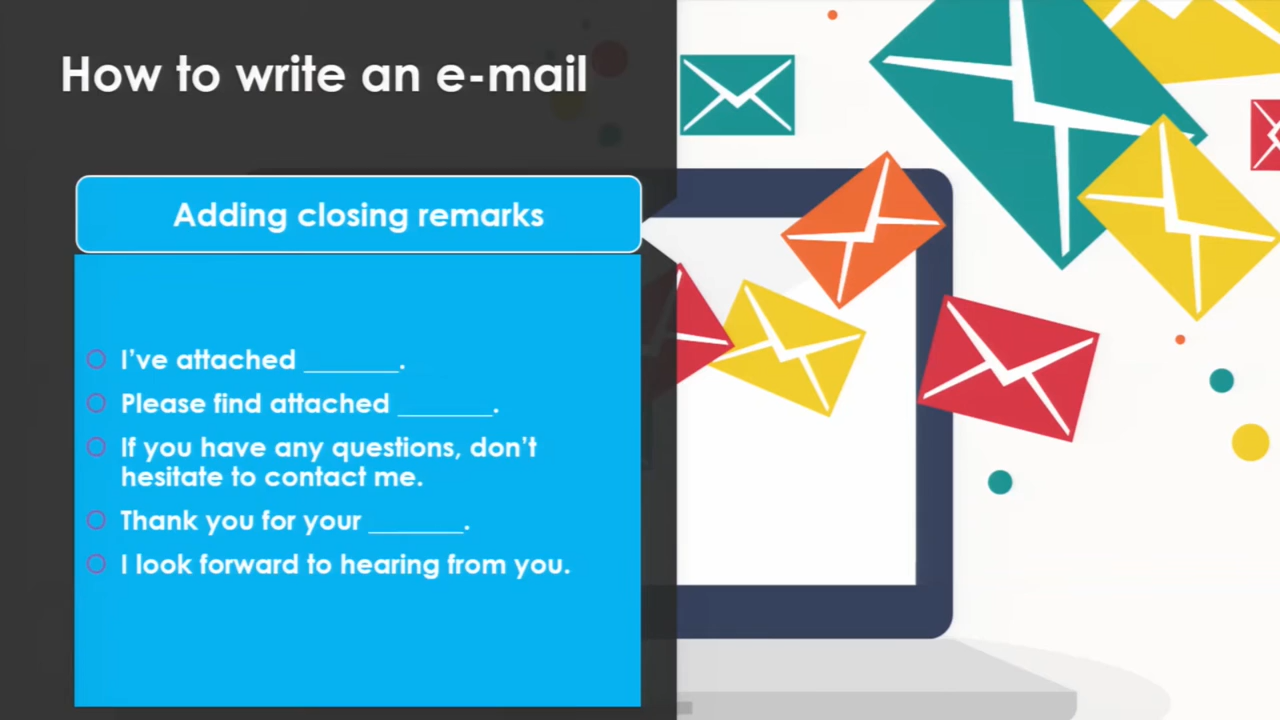 How to write an e-mail
Adding closing remarks
I've attached _______.
Please find attached _______.
If you have any questions, don't
hesitate to contact me.
Thank you for your _______.
I look forward to hearing from you.